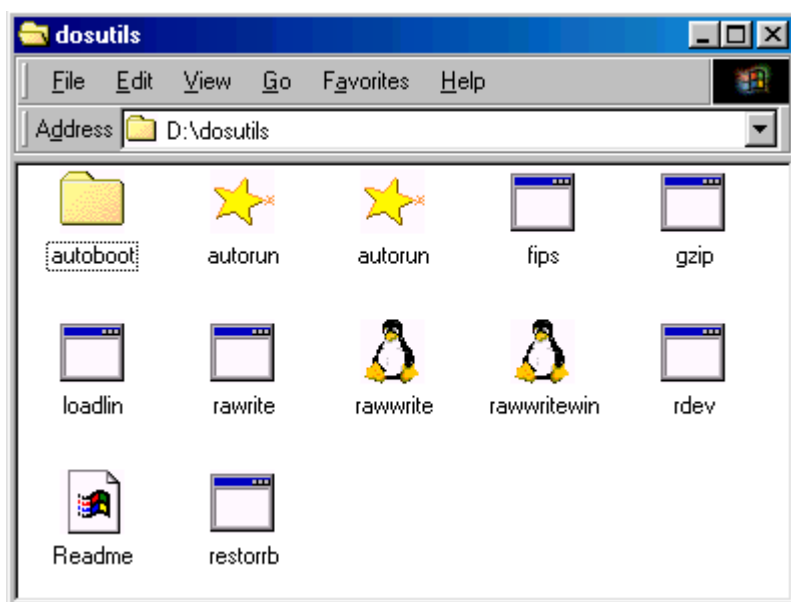 dosutils
File Edit View Go Favorites Help
Address D:\dosutils
autoboot autorun autorun fips gzip
loadlin rawrite rawwrite rawwritewin rdev
Readme restorrb